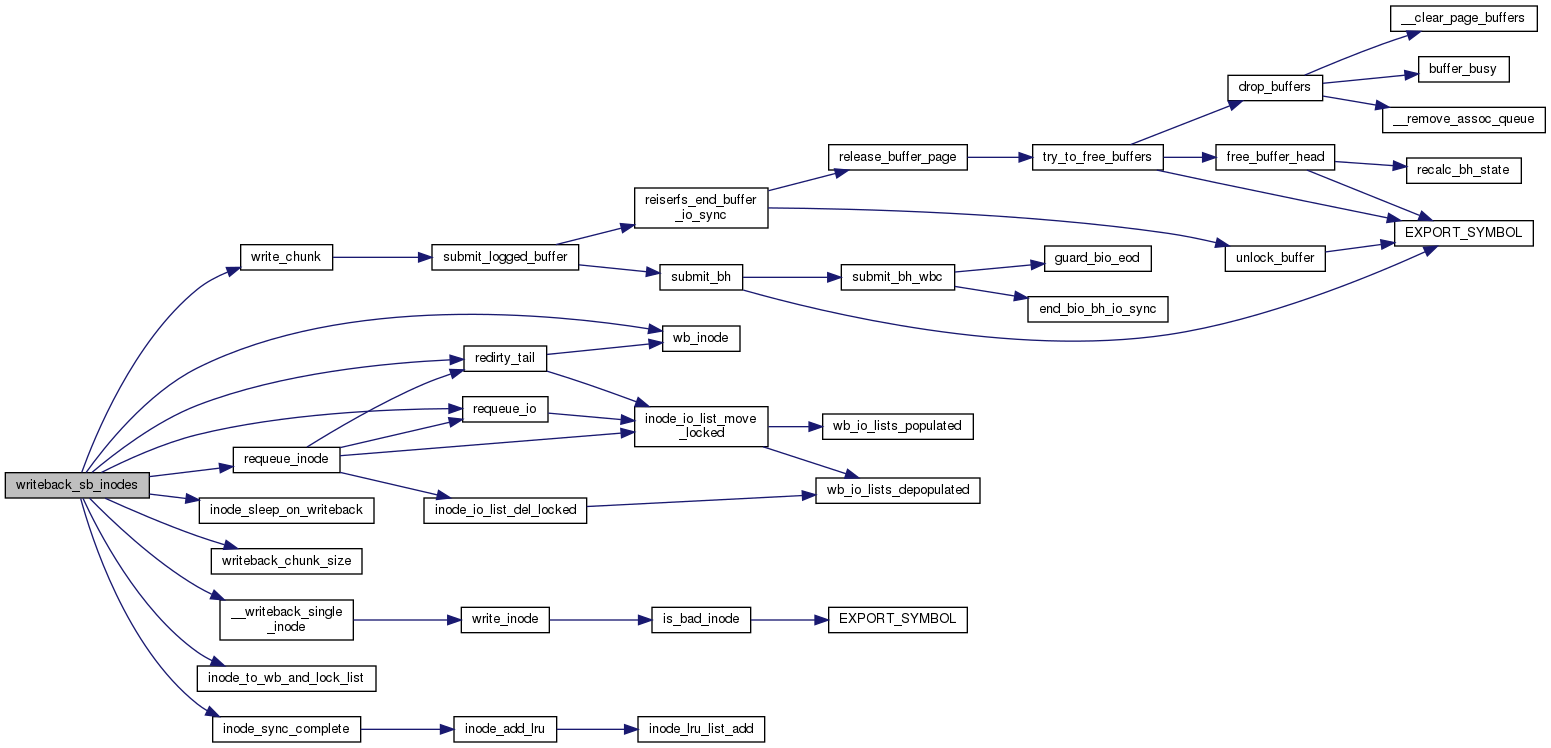 __clear_page_buffers
buffer_busy
drop_buffers
__remove_assoc_queue
release_buffer_page
try_to_free_buffers
free_buffer_head
recalc_bh_state
reiserfs_end_buffer
_io_sync
EXPORT_SYMBOL
write_chunk
submit_logged_buffer
guard_bio_eod
unlock_buffer
submit_bh
submit_bh_wbc
end_bio_bh_io_sync
wb_inode
redirty_tail
requeue_io
inode_io_list_move
_locked
wb_io_lists_populated
requeue_inode
writeback_sb_inodes
wb_io_lists_depopulated
inode_sleep_on_writeback
inode_io_list_del_locked
writeback_chunk_size
__writeback_single
_inode
write_inode
is_bad_inode
EXPORT_SYMBOL
inode_to_wb_and_lock_list
inode_sync_complete
inode_add_lru
inode_lru_list_add